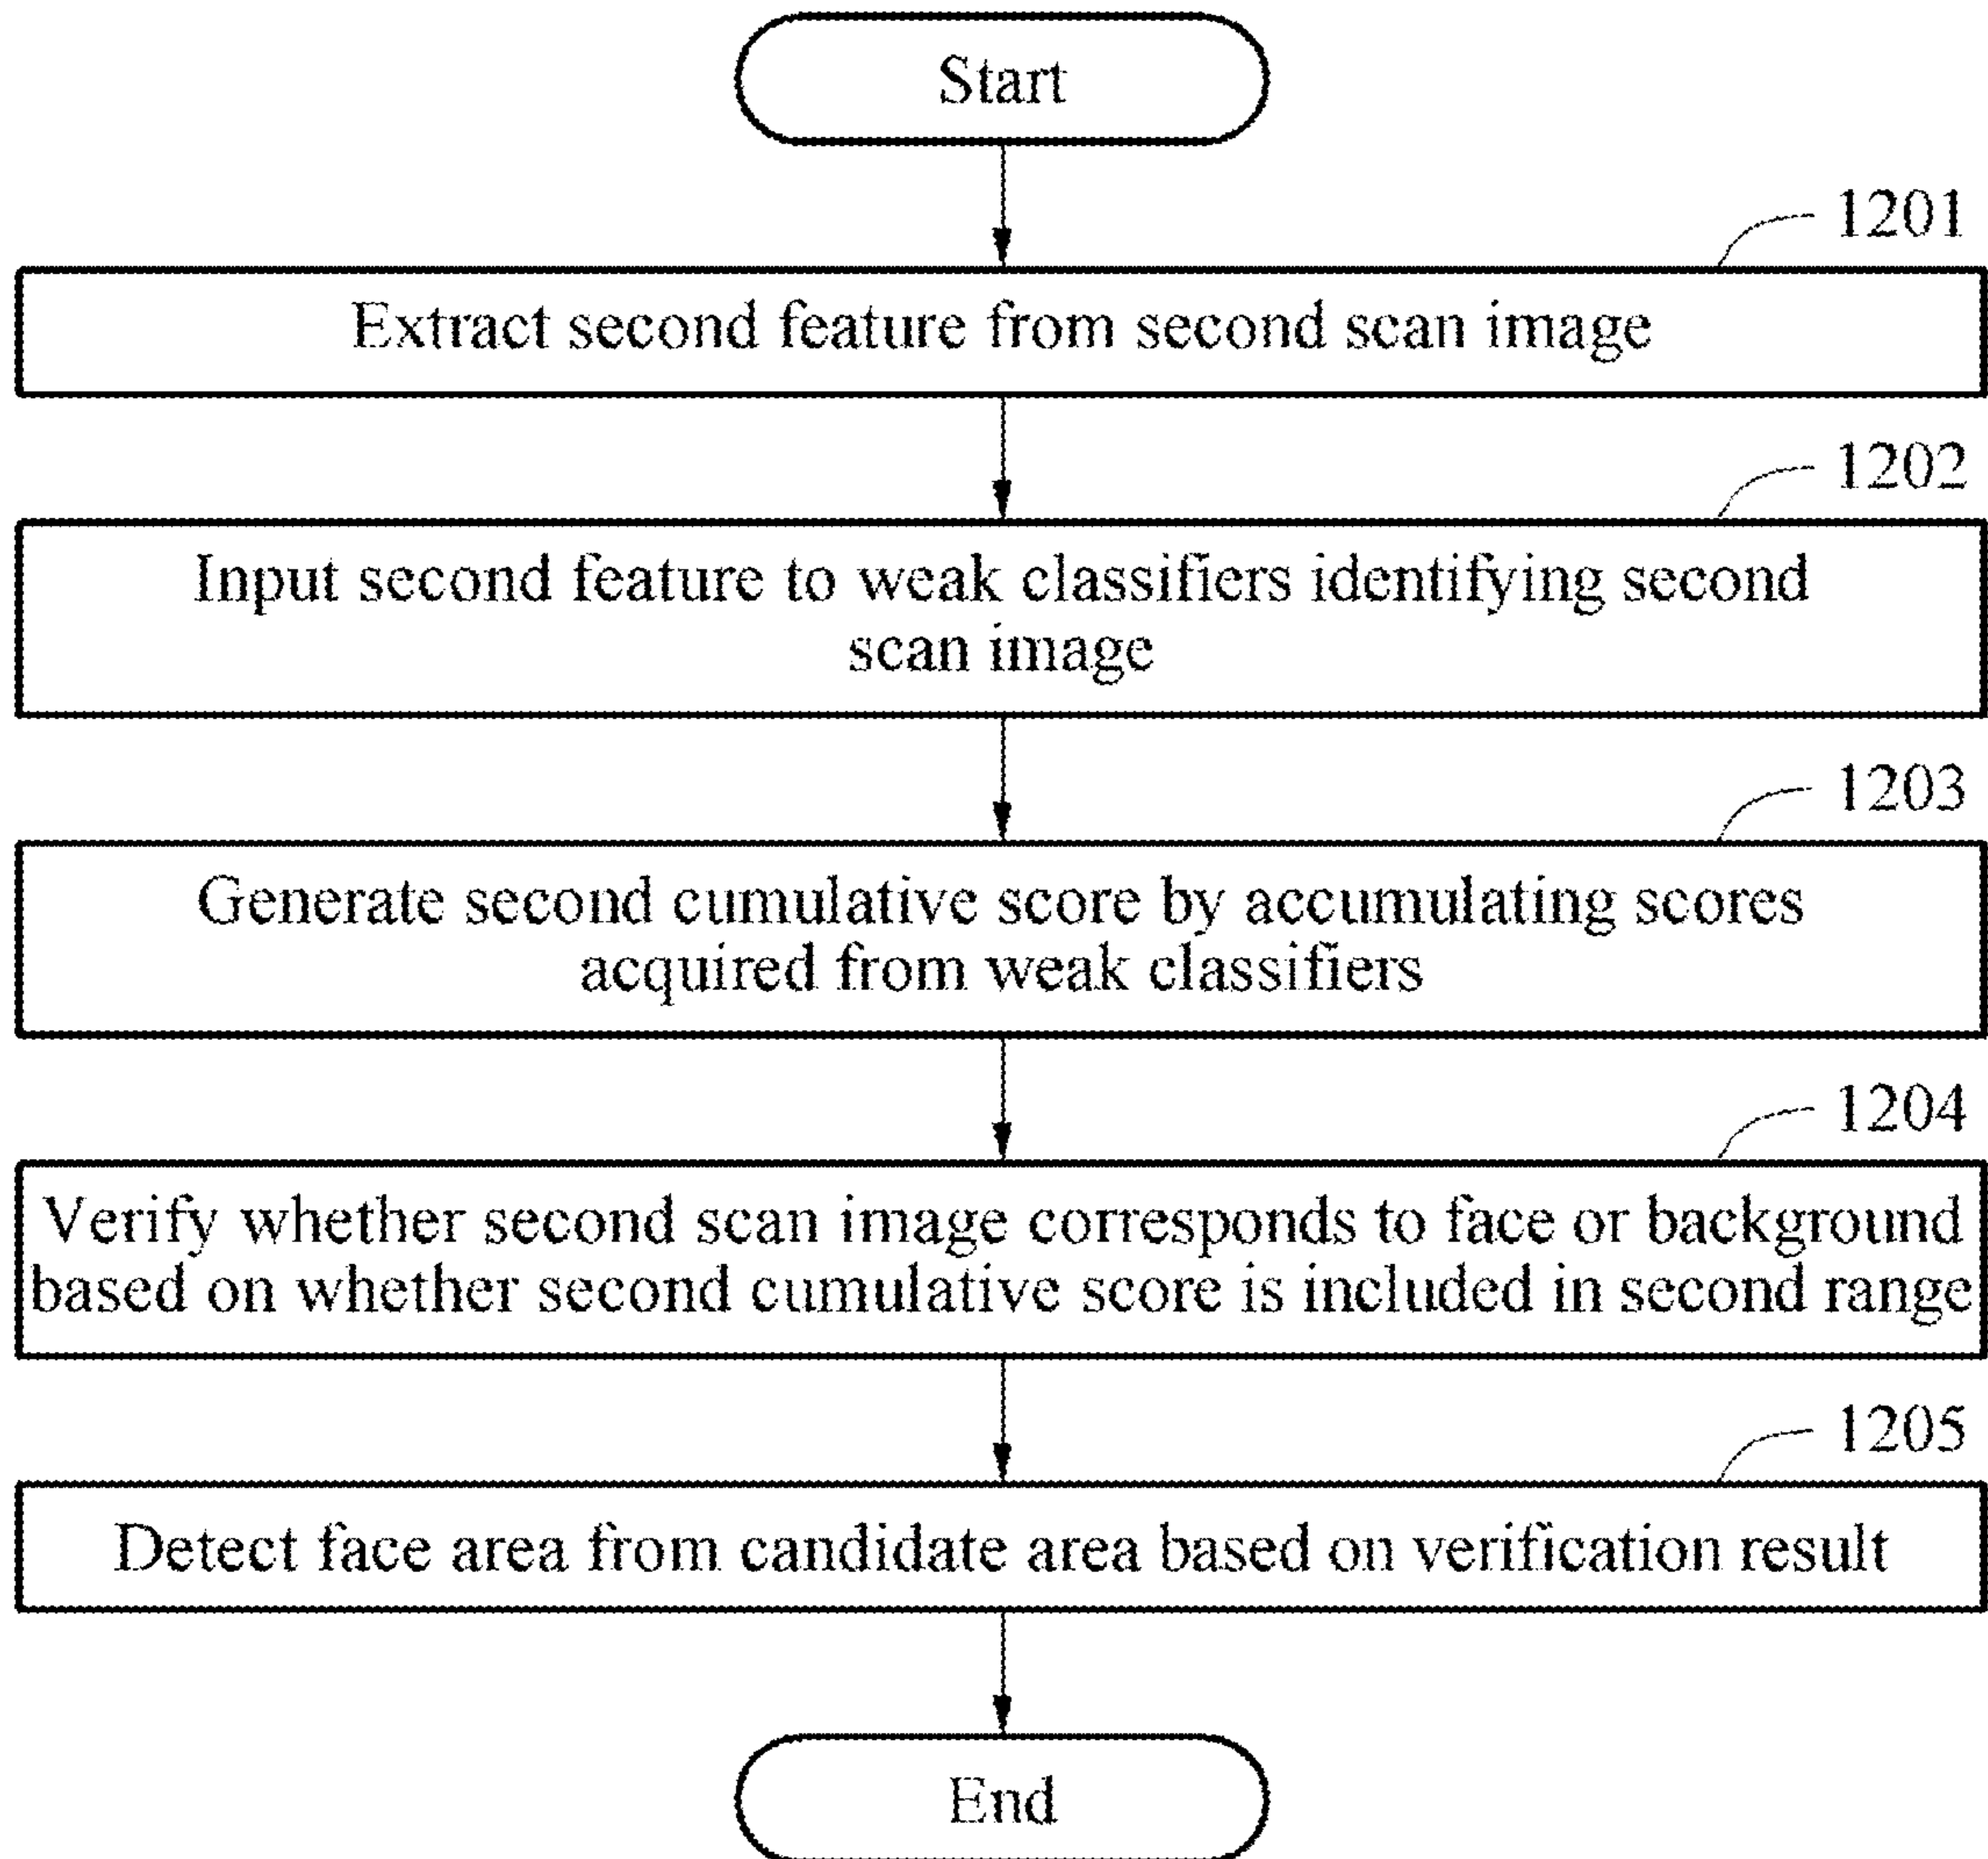 Start
1201
Extract second feature from second scan image
1202
Input second feature to weak classifiers identifying second
scan image
1203
Generate second cumulative score by accumulating scores
acquired from weak classifiers
1204
Verify whether second scan image corresponds to face or background
based on whether second cumulative score is included in second range
1205
Detect face area from candidate area based on verification result
End